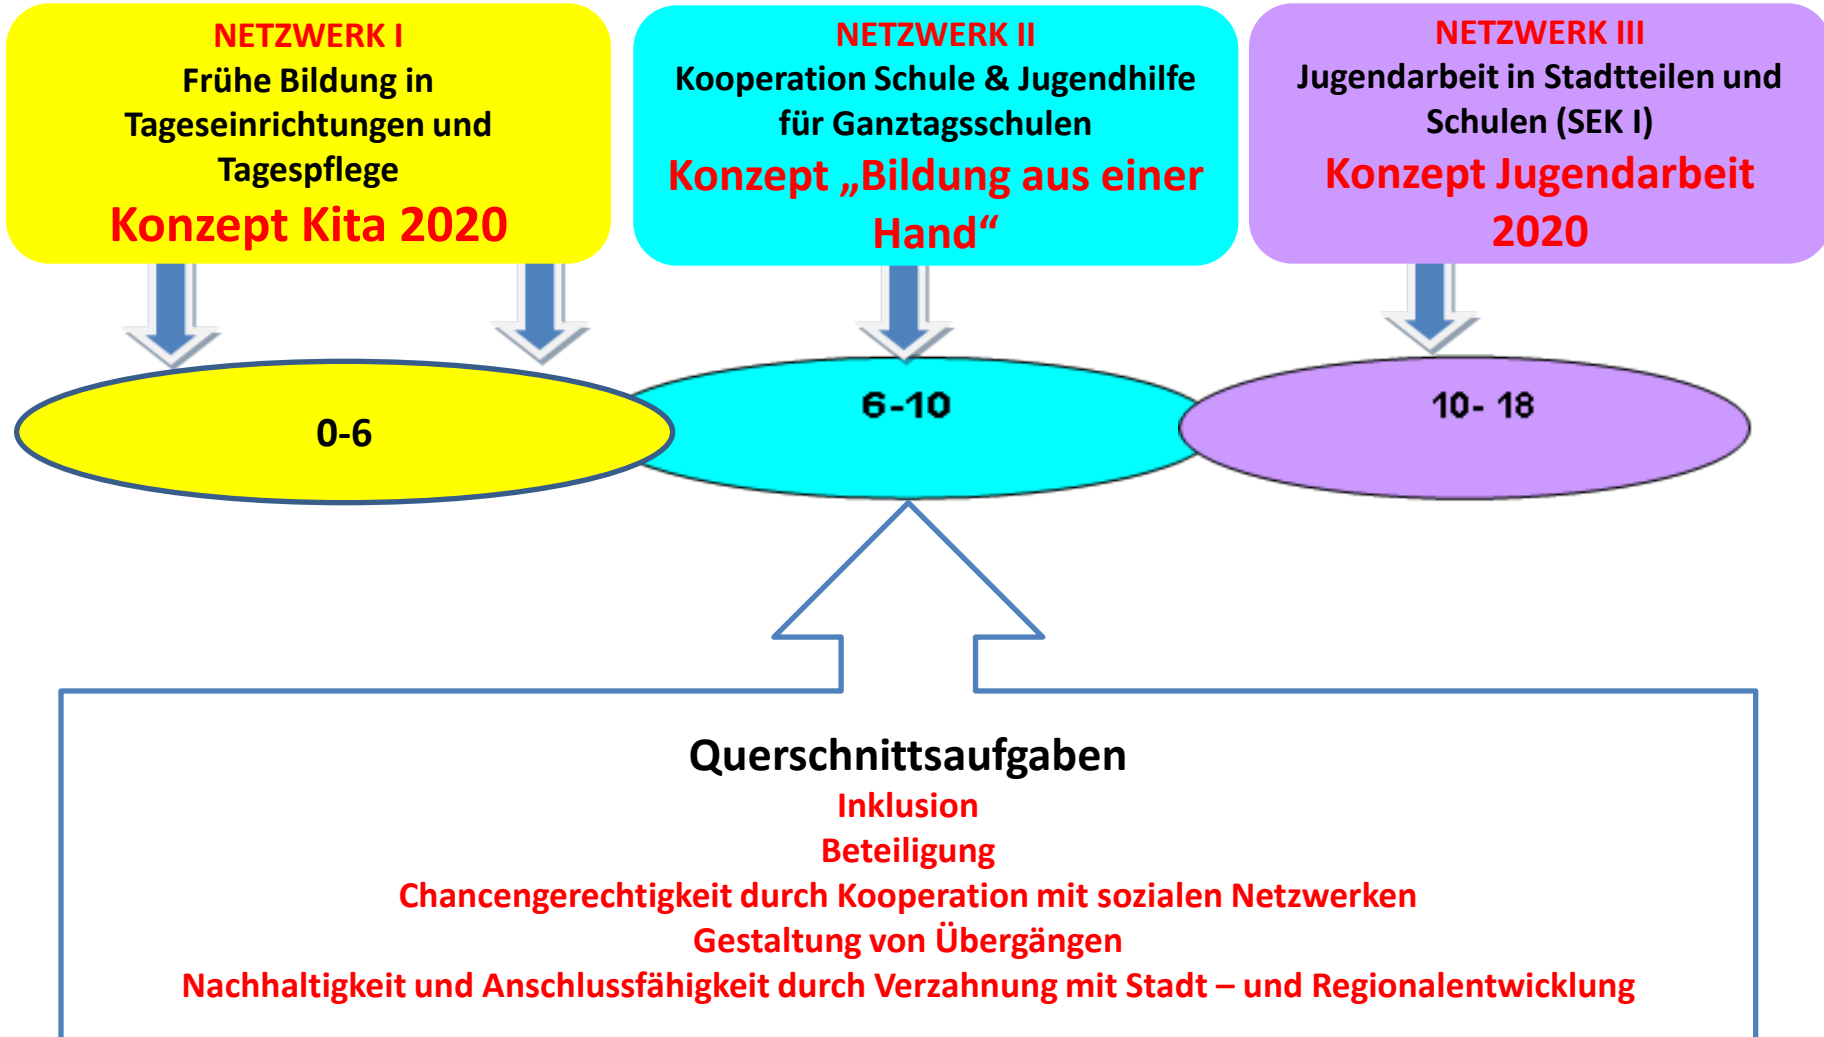 NETZWERK I
Frühe Bildung in
Tageseinrichtungen und
Tagespflege
Konzept Kita 2020
NETZWERK II
Kooperation Schule & Jugendhilfe
für Ganztagsschulen
Konzept „Bildung aus einer
Hand“
NETZWERK III
Jugendarbeit in Stadtteilen und
Schulen (SEK I)
Konzept Jugendarbeit
2020
0-6
6-10
10- 18
Querschnittsaufgaben
Inklusion
Beteiligung
Chancengerechtigkeit durch Kooperation mit sozialen Netzwerken
Gestaltung von Übergängen
Nachhaltigkeit und Anschlussfähigkeit durch Verzahnung mit Stadt – und Regionalentwicklung